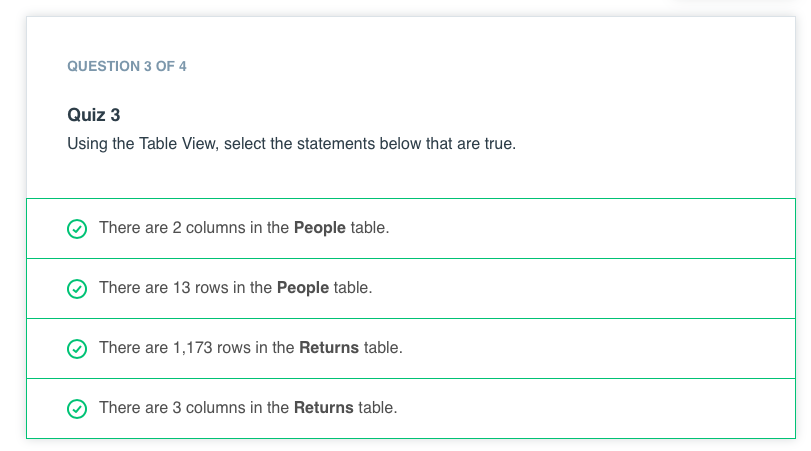 QUESTION 3 OF 4
Quiz 3
Using the Table View, select the statements below that are true.
There are 2 columns in the People table.
There are 13 rows in the People table.
There are 1,173 rows in the Returns table.
There are 3 columns in the Returns table.